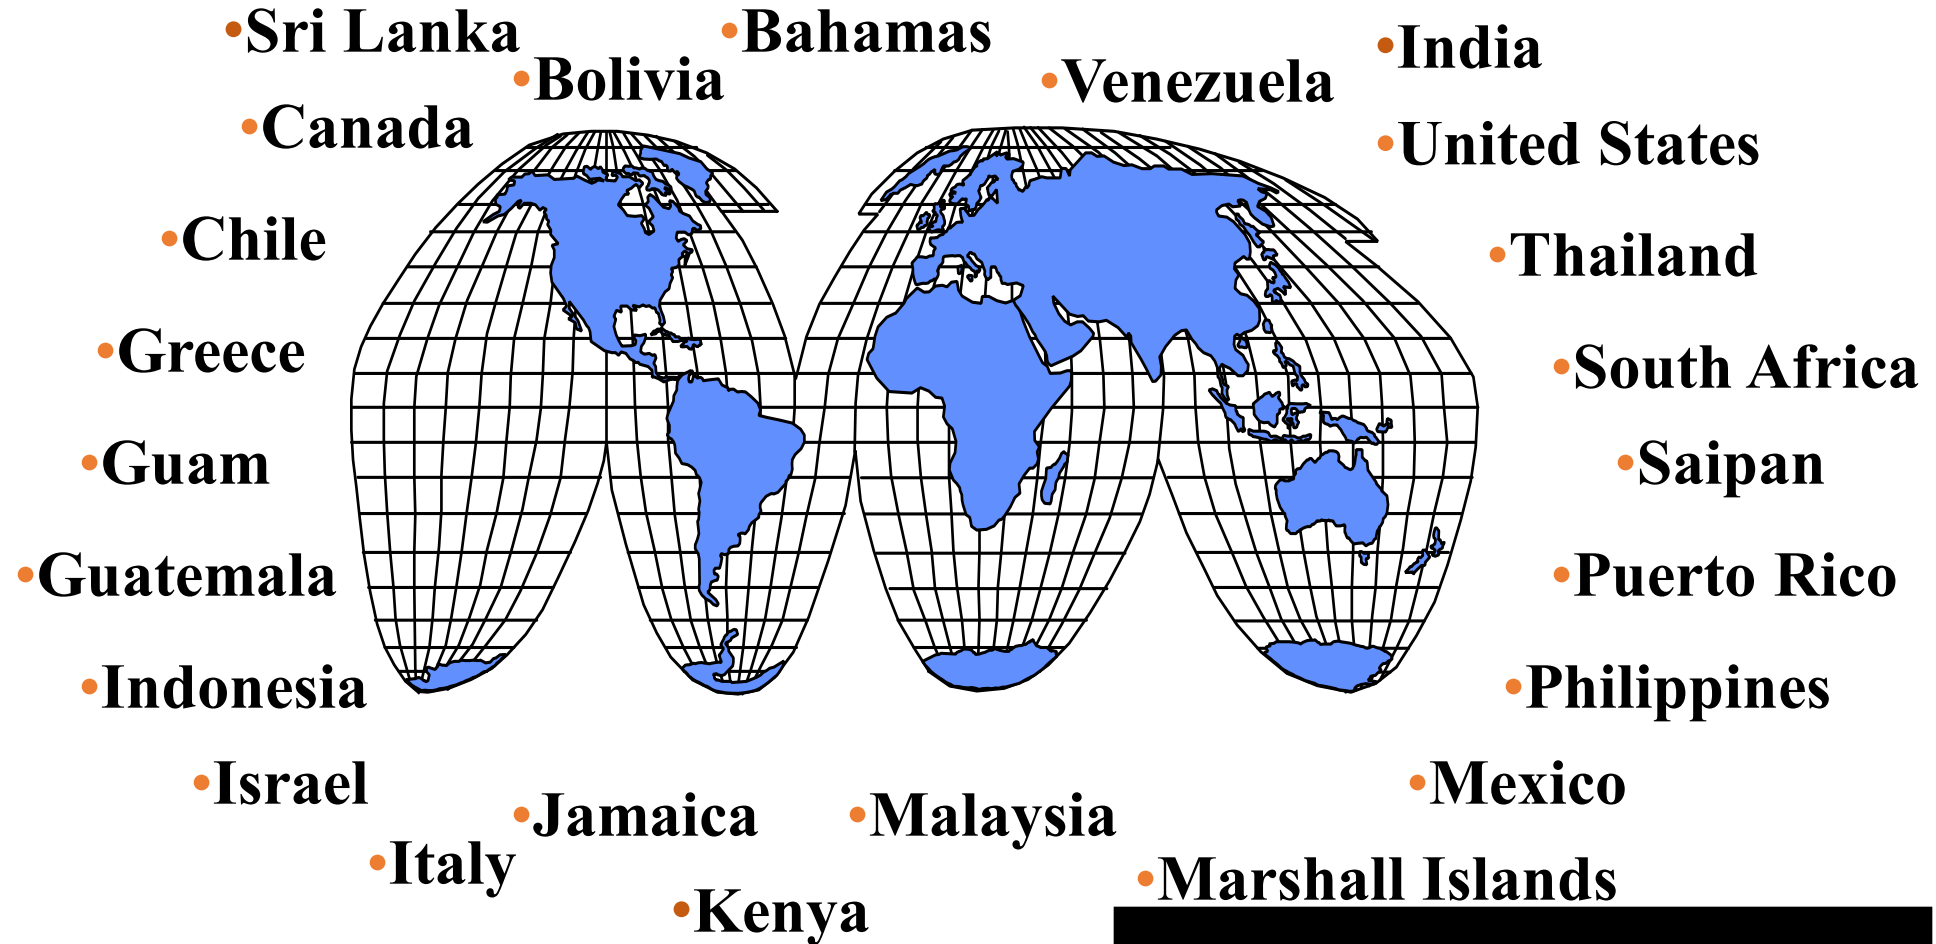 •Sri Lanka
•Bahamas
•India
•Bolivia
•Venezuela
•Canada
•United States
•Chile
•Thailand
•Greece
•South Africa
•Guam
•Saipan
•Guatemala
•Puerto Rico
•Indonesia
•Philippines
•Israel
•Mexico
•Jamaica
•Malaysia
•Italy
•Marshall Islands
•Kenya